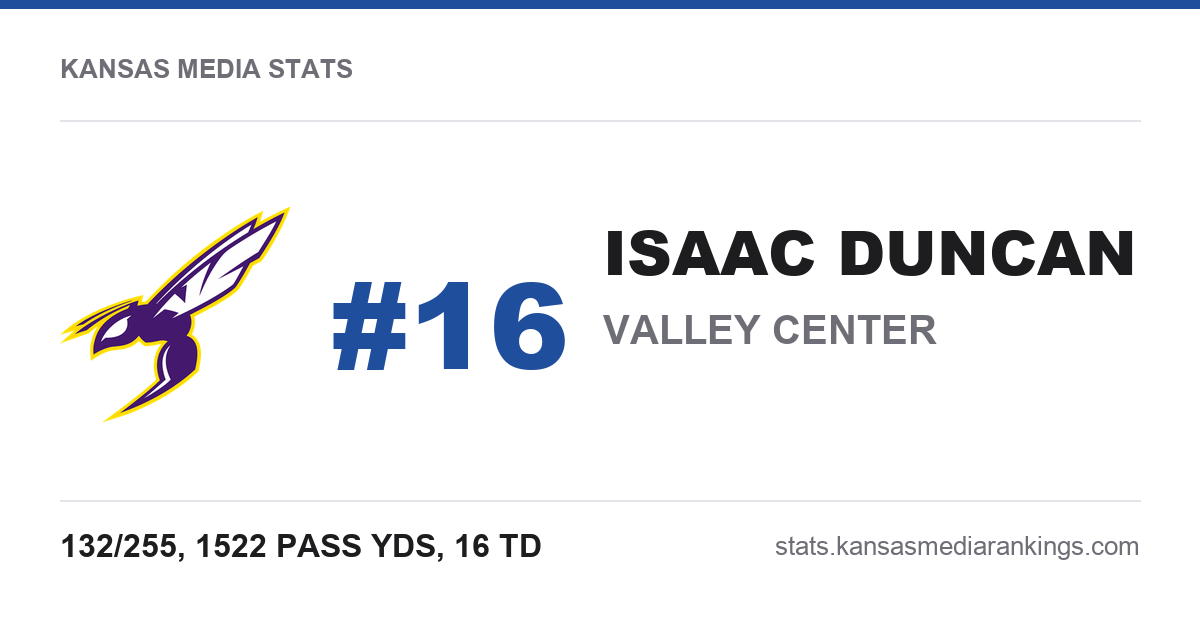 KANSAS MEDIA STATS
#16
ISAAC DUNCAN
VALLEY CENTER
132/255, 1522 PASS YDS, 16 TD
stats.kansasmediarankings.com